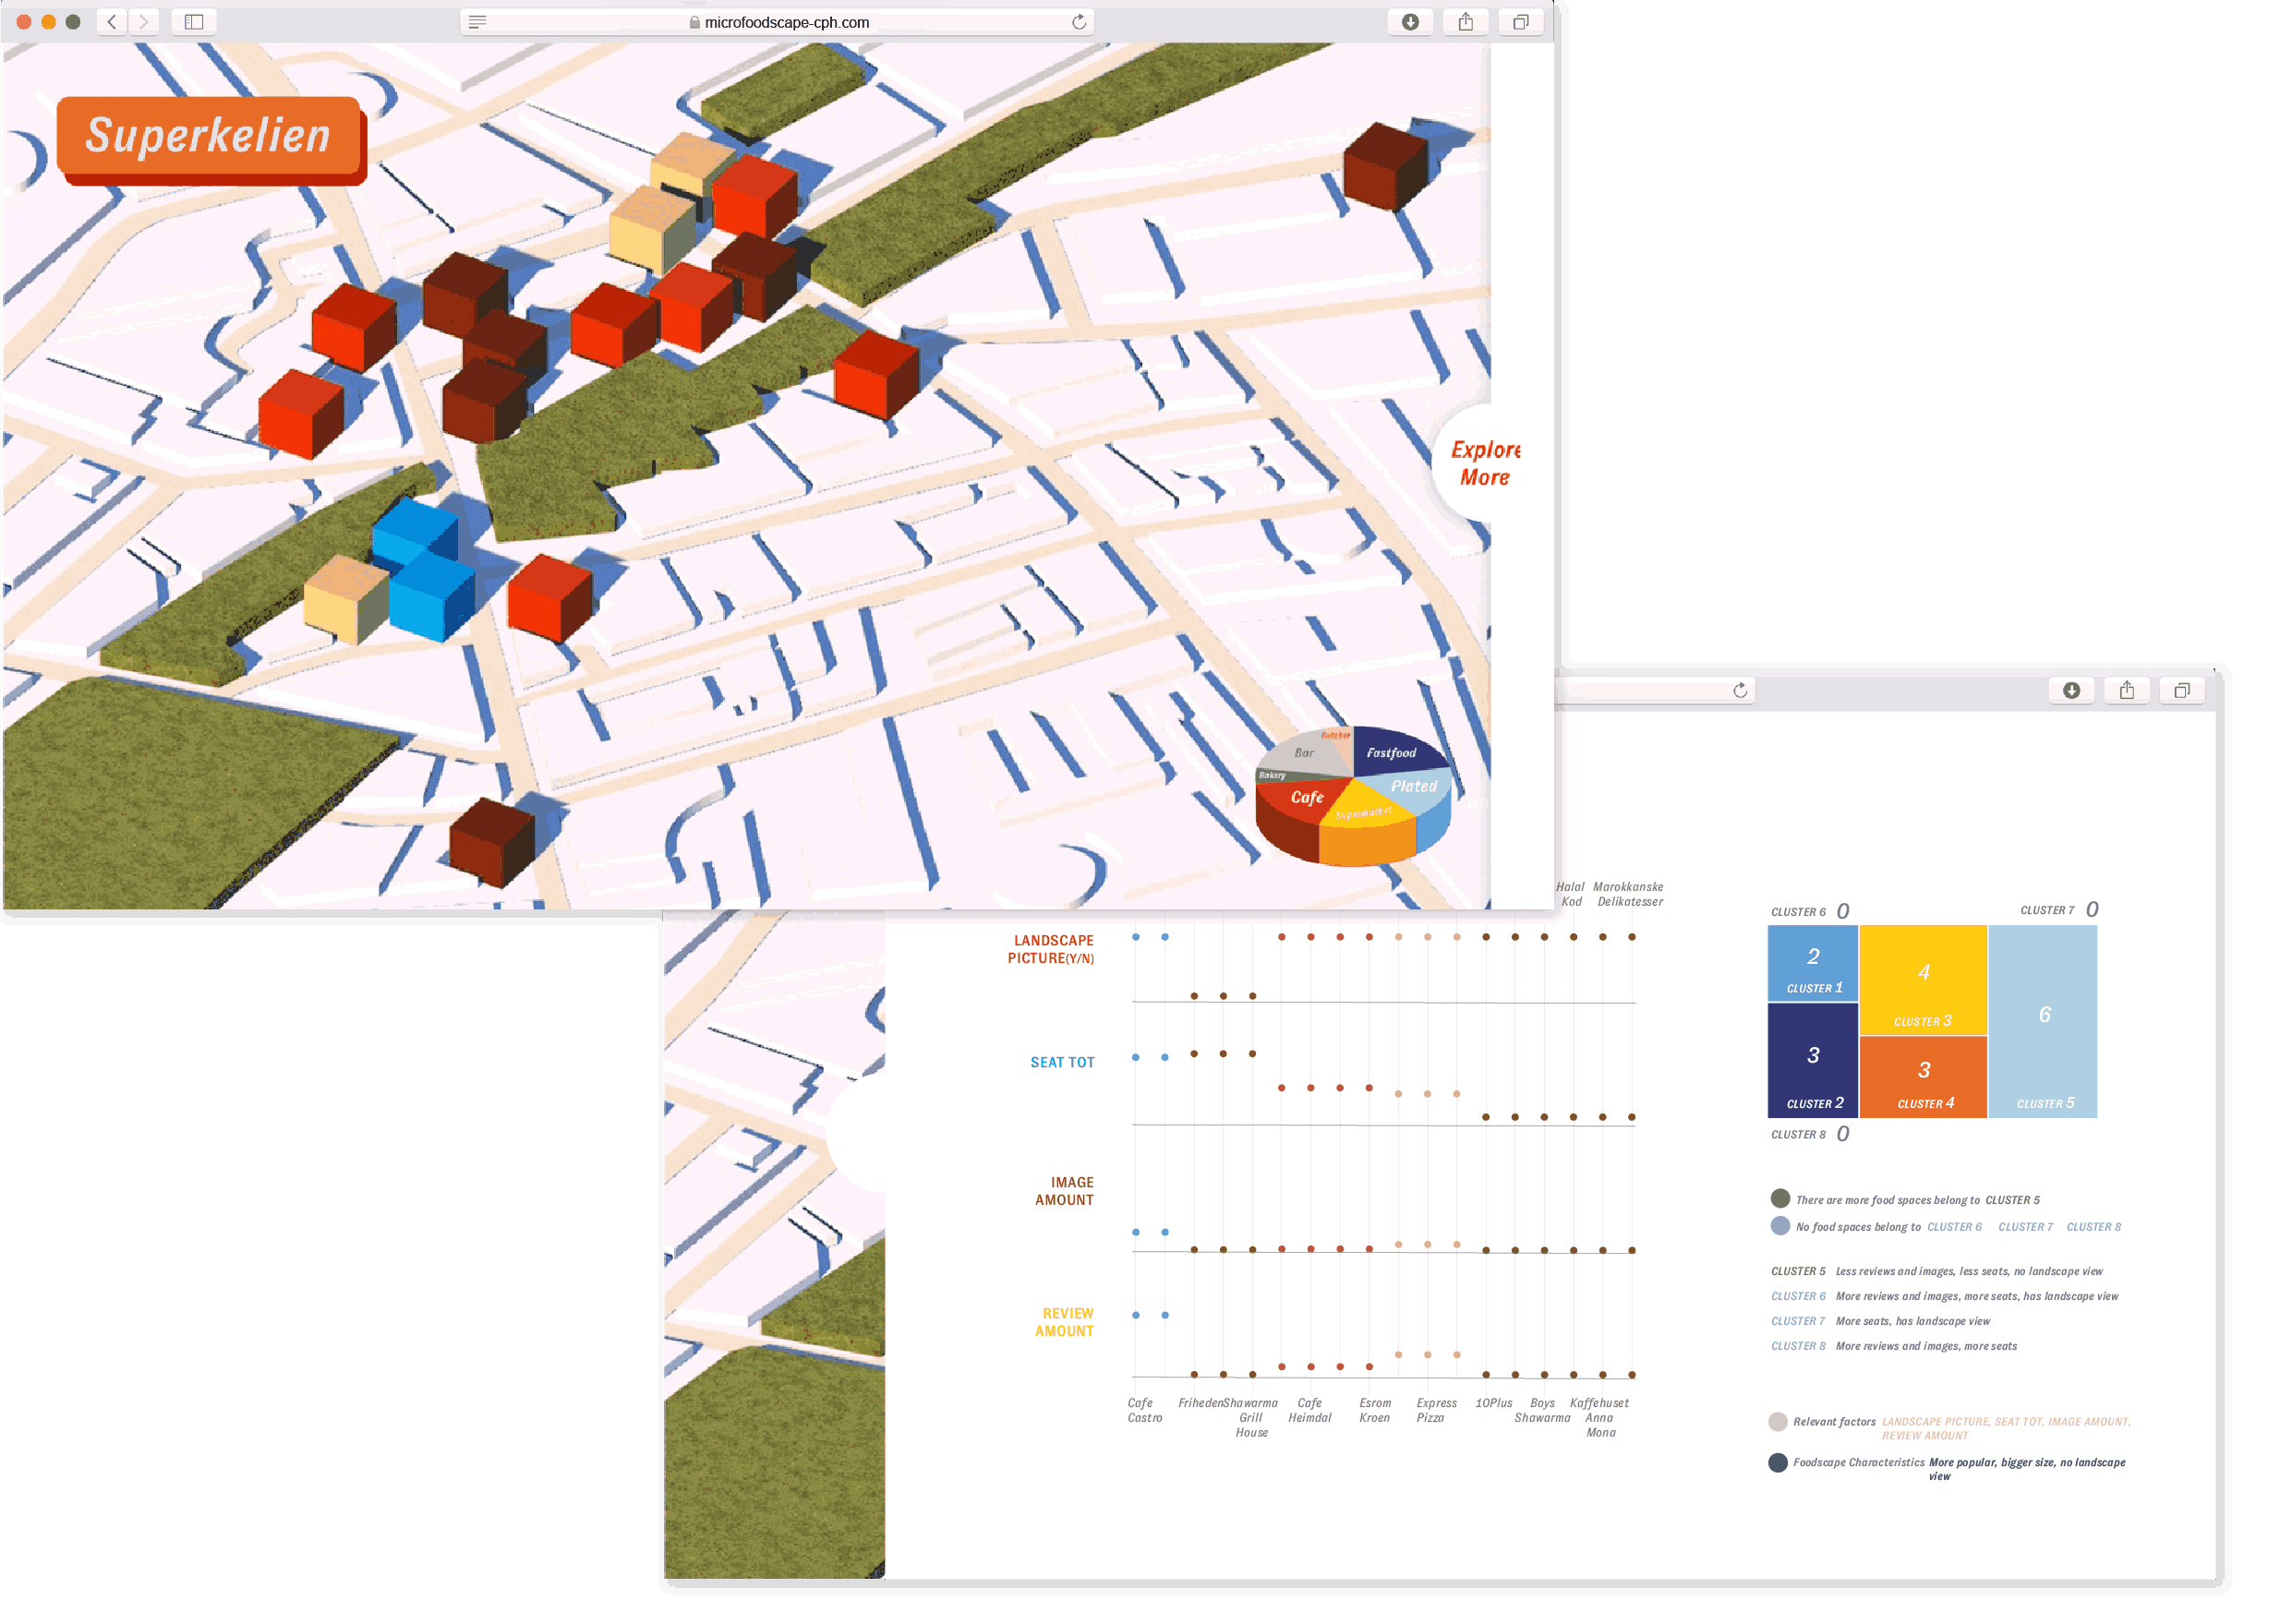 microfoodscape-cph.com
Superkelien
Explore
More
Butcher
Bar
Fastfood
Bakery
Plated
Cafe
Supermarket
Halal
Kod
Marokkanske
Delikatesser
LANDSCAPE
PICTURE(Y/N)
SEAT TOT
IMAGE
AMOUNT
REVIEW
AMOUNT
Cafe
Castro
Friheden
Shawarma
Grill
House
Cafe
Heimdal
Esrom
Kroen
Express
Pizza
10Plus
Boys
Shawarma
Kaffehuset
Anna
Mona
CLUSTER 6 0
CLUSTER 7 0
2
CLUSTER 1
4
CLUSTER 3
6
CLUSTER 5
3
CLUSTER 2
3
CLUSTER 4
CLUSTER 8 0
There are more food spaces belong to CLUSTER 5
No food spaces belong to CLUSTER 6 CLUSTER 7 CLUSTER 8
CLUSTER 5 Less reviews and images, less seats, no landscape view
CLUSTER 6 More reviews and images, more seats, has landscape view
CLUSTER 7 More seats, has landscape view
CLUSTER 8 More reviews and images, more seats
Relevant factors LANDSCAPE PICTURE, SEAT TOT, IMAGE AMOUNT,
REVIEW AMOUNT
Foodscape Characteristics More popular, bigger size, no landscape
view